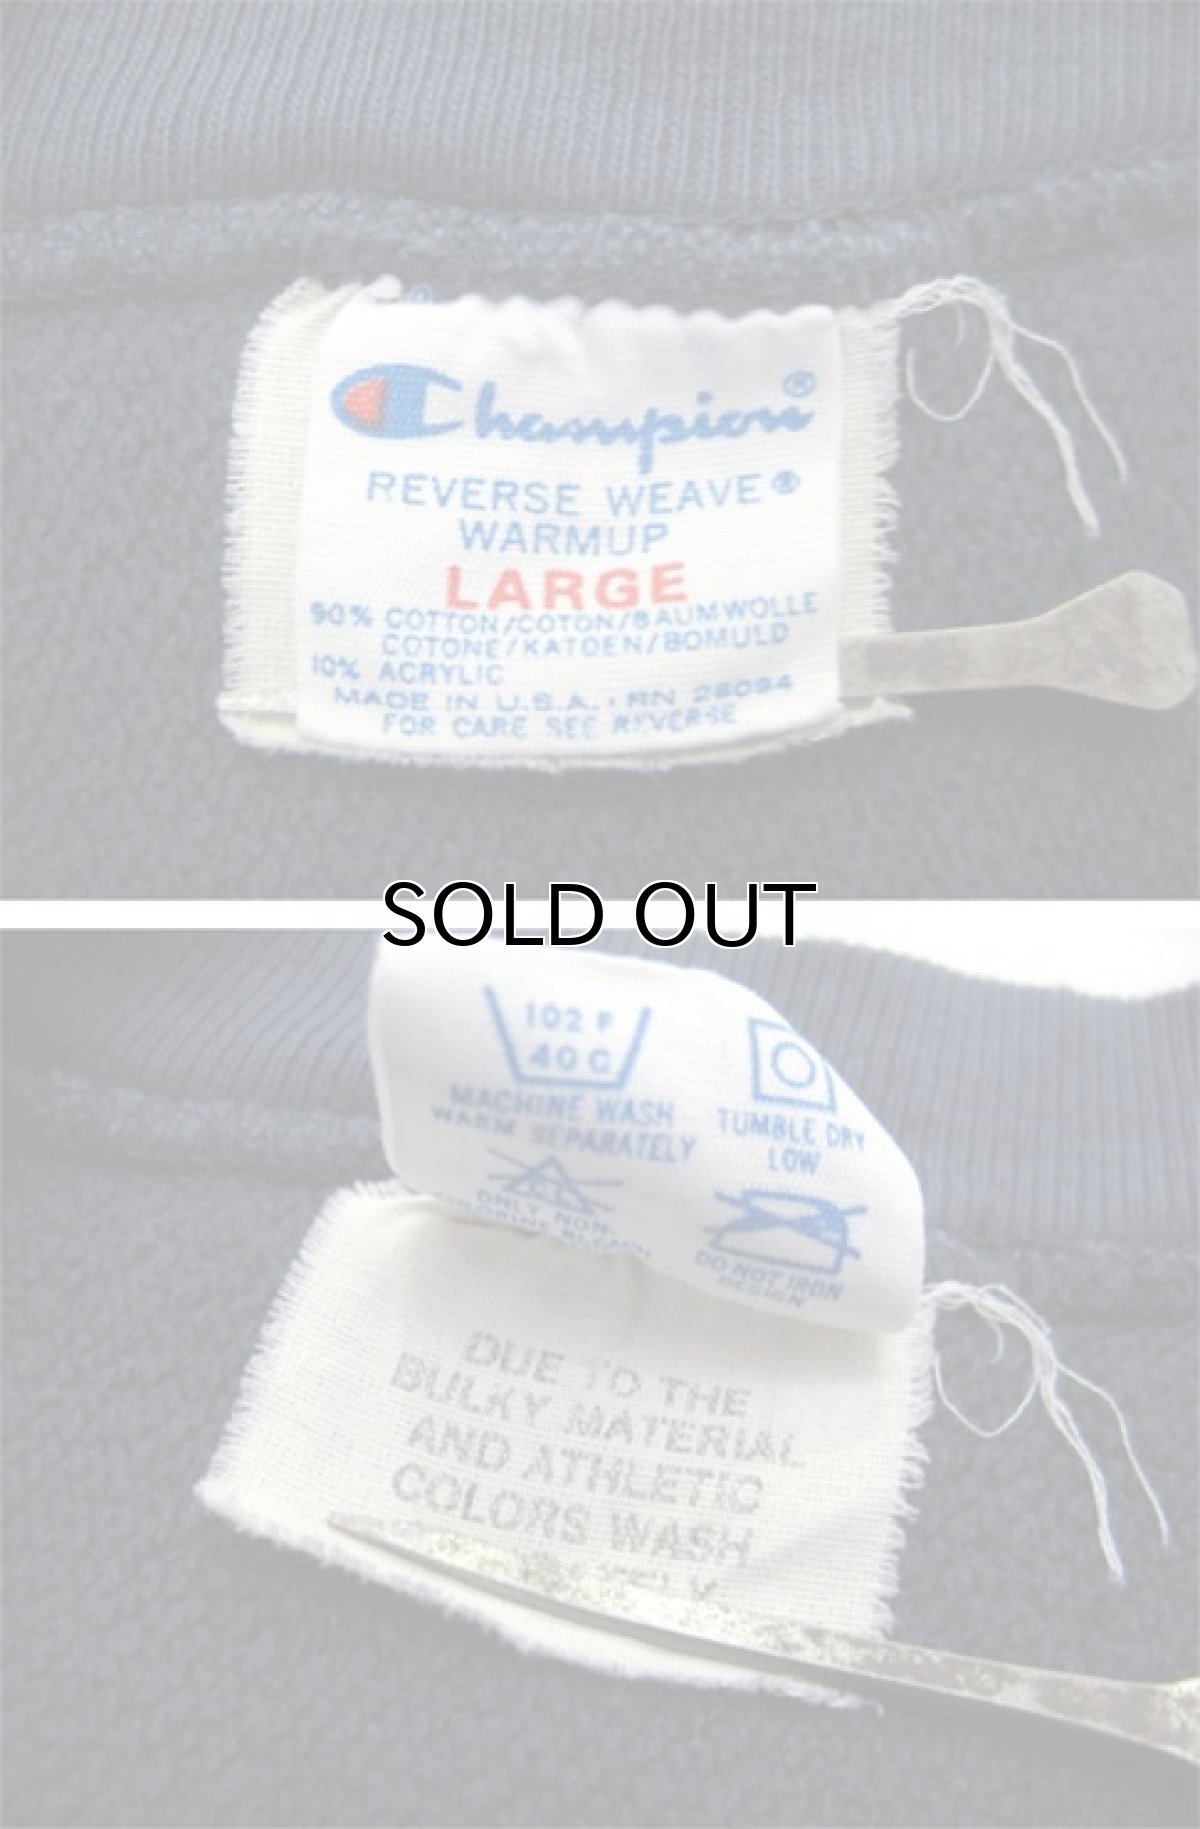 Champion®
REVERSE WEAVE®
WARMUP
LARGE
90% COTTON/COTON/BAUMWOLLE
COTONE/KATOEN/BOMULD
10% ACRYLIC
MADE IN U.S.A. · RN 26094
FOR CARE SEE REVERSE
SOLD OUT
102 F
40 C
MACHINE WASH
WARM SEPARATELY
TUMBLE DRY
LOW
CL
ONLY NON-
DO NOT IRON
DESIGN
DUE TO THE
BULKY MATERIAL
AND ATHLETIC
COLORS WASH